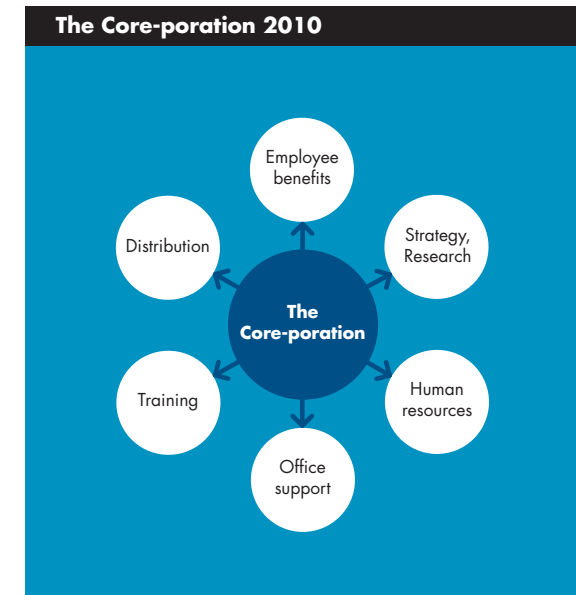 The Core-poration 2010
Employee
benefits
Strategy,
Research
Distribution
The
Core-poration
Human
resources
Training
Office
support